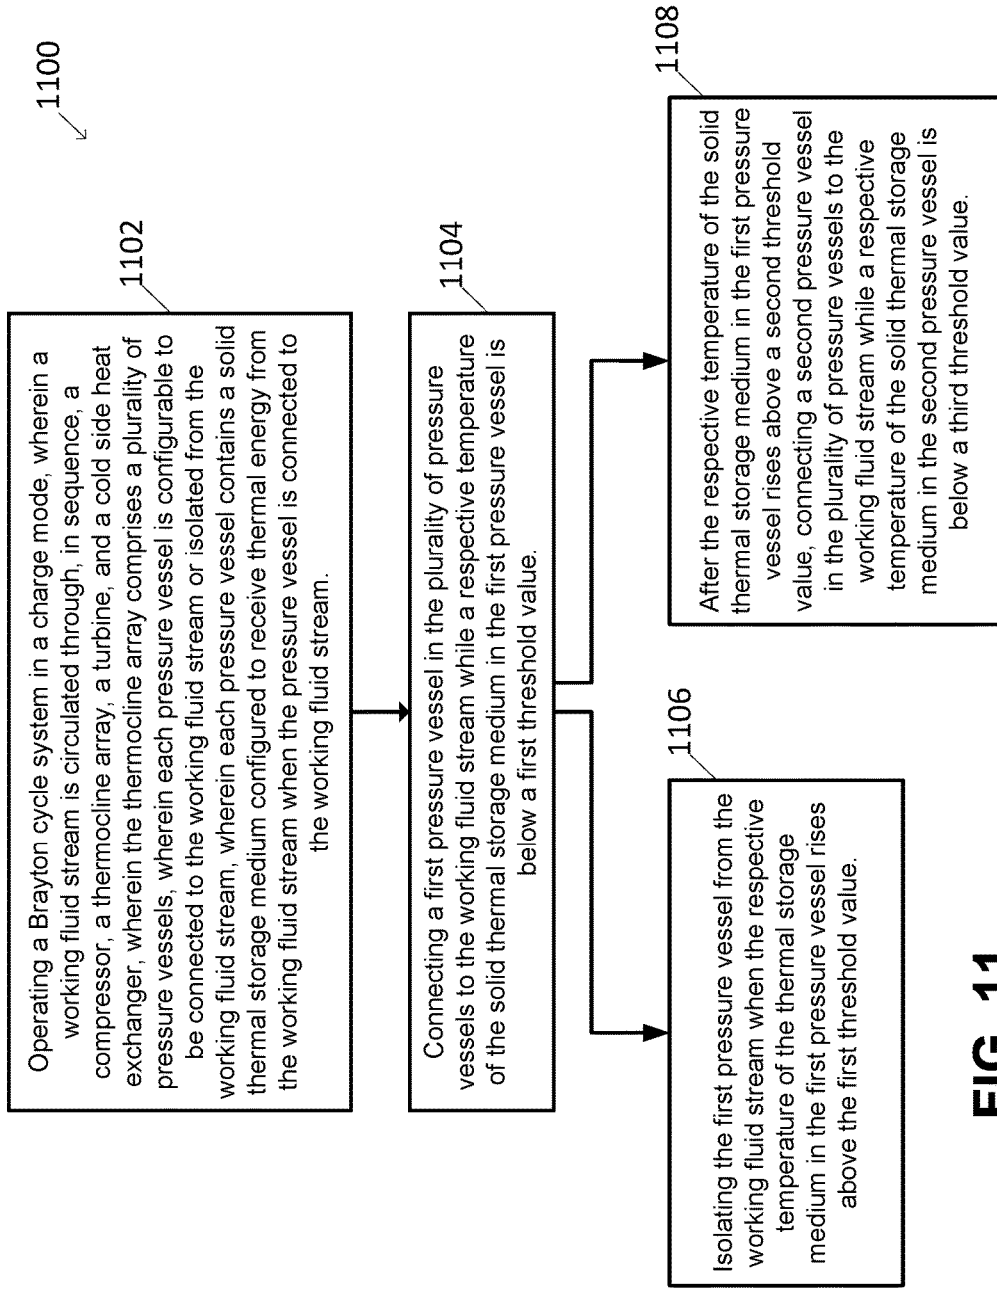 1100
1102
Operating a Brayton cycle system in a charge mode, wherein a
working fluid stream is circulated through, in sequence, a
compressor, a thermocline array, a turbine, and a cold side heat
exchanger, wherein the thermocline array comprises a plurality of
pressure vessels, wherein each pressure vessel is configurable to
be connected to the working fluid stream or isolated from the
working fluid stream, wherein each pressure vessel contains a solid
thermal storage medium configured to receive thermal energy from
the working fluid stream when the pressure vessel is connected to
the working fluid stream.
1104
Connecting a first pressure vessel in the plurality of pressure
vessels to the working fluid stream while a respective temperature
of the solid thermal storage medium in the first pressure vessel is
below a first threshold value.
1106
Isolating the first pressure vessel from the
working fluid stream when the respective
temperature of the thermal storage
medium in the first pressure vessel rises
above the first threshold value.
1108
After the respective temperature of the solid
thermal storage medium in the first pressure
vessel rises above a second threshold
value, connecting a second pressure vessel
in the plurality of pressure vessels to the
working fluid stream while a respective
temperature of the solid thermal storage
medium in the second pressure vessel is
below a third threshold value.
FIG. 11